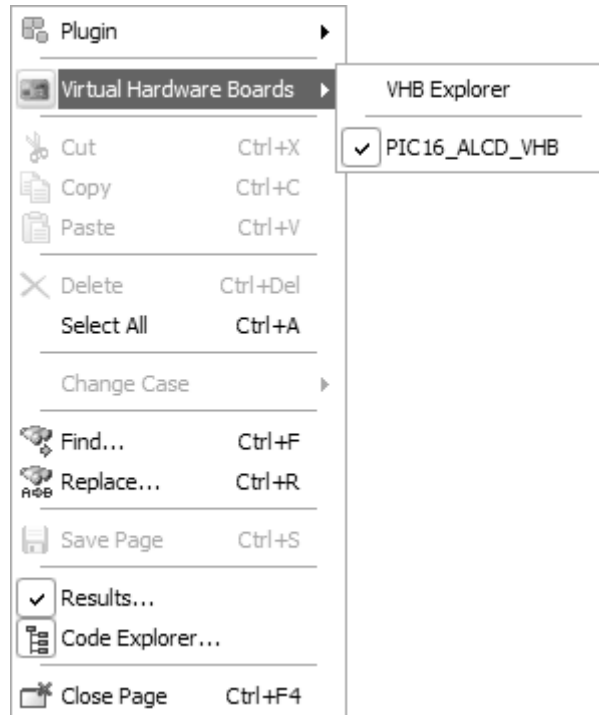 Plugin
Virtual Hardware Boards
VHB Explorer
PIC16_ALCD_VHB
Cut Ctrl+X
Copy Ctrl+C
Paste Ctrl+V
Delete Ctrl+Del
Select All Ctrl+A
Change Case
Find... Ctrl+F
Replace... Ctrl+R
Save Page Ctrl+S
Results...
Code Explorer...
Close Page Ctrl+F4